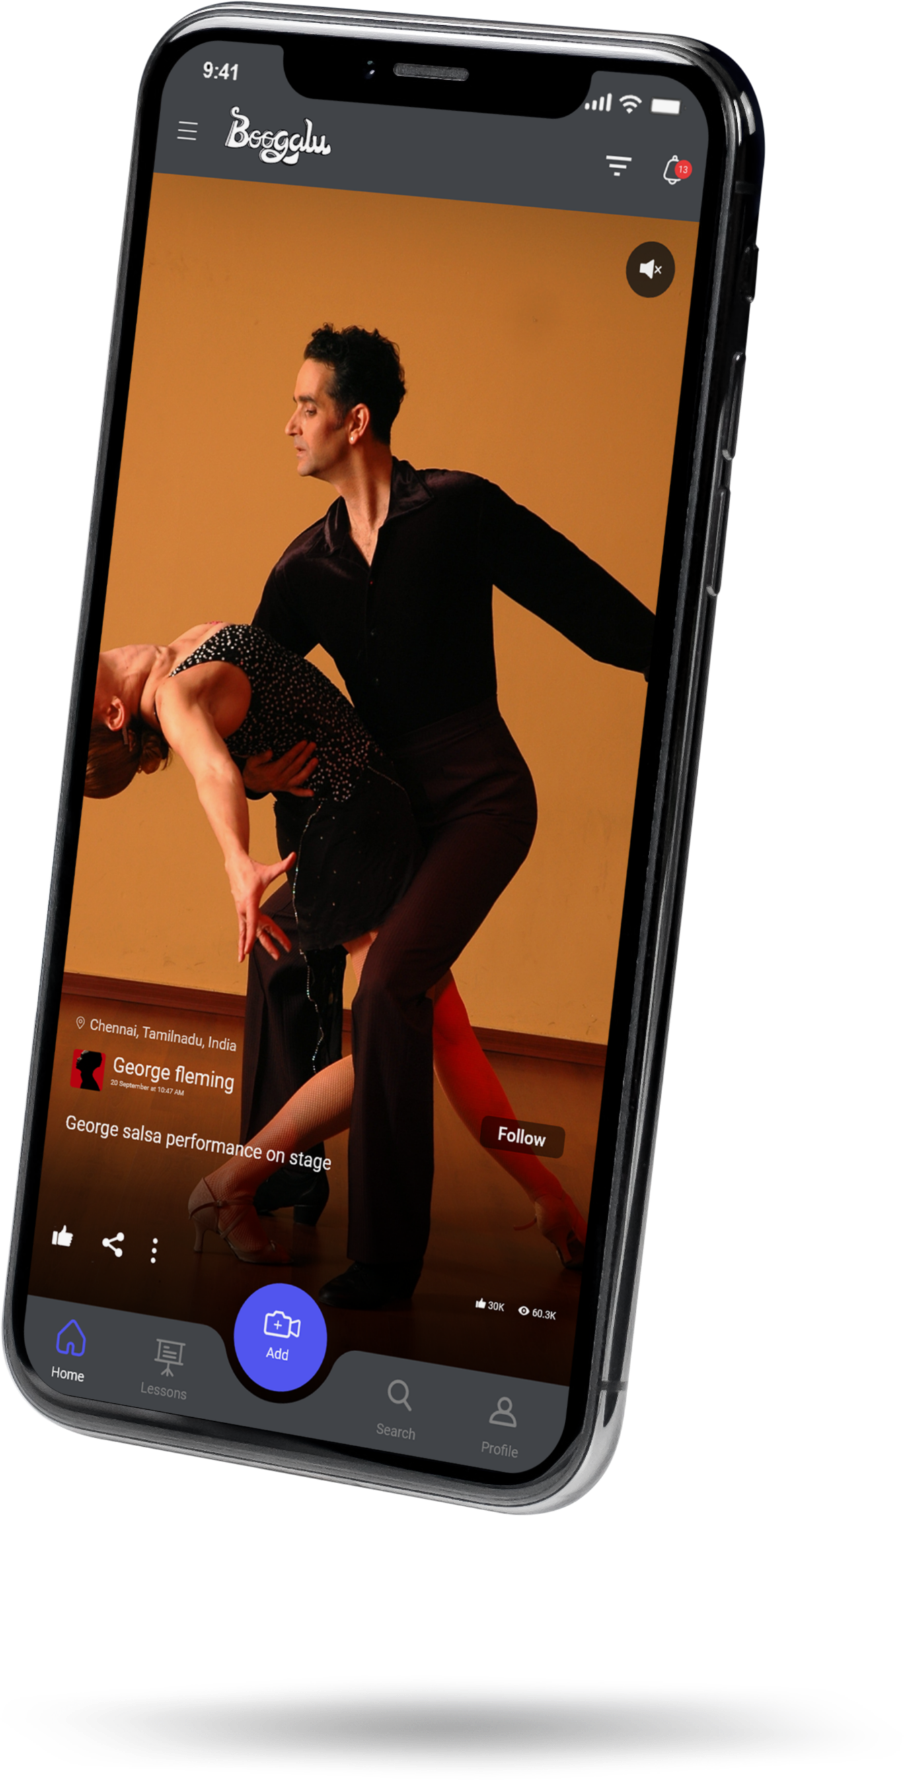 9:41
Boogalu
13
Chennai, Tamilnadu, India
George fleming
20 September at 10:47 AM
George salsa performance on stage
Follow
30K 60.3K
Home
Lessons
Add
Search
Profile